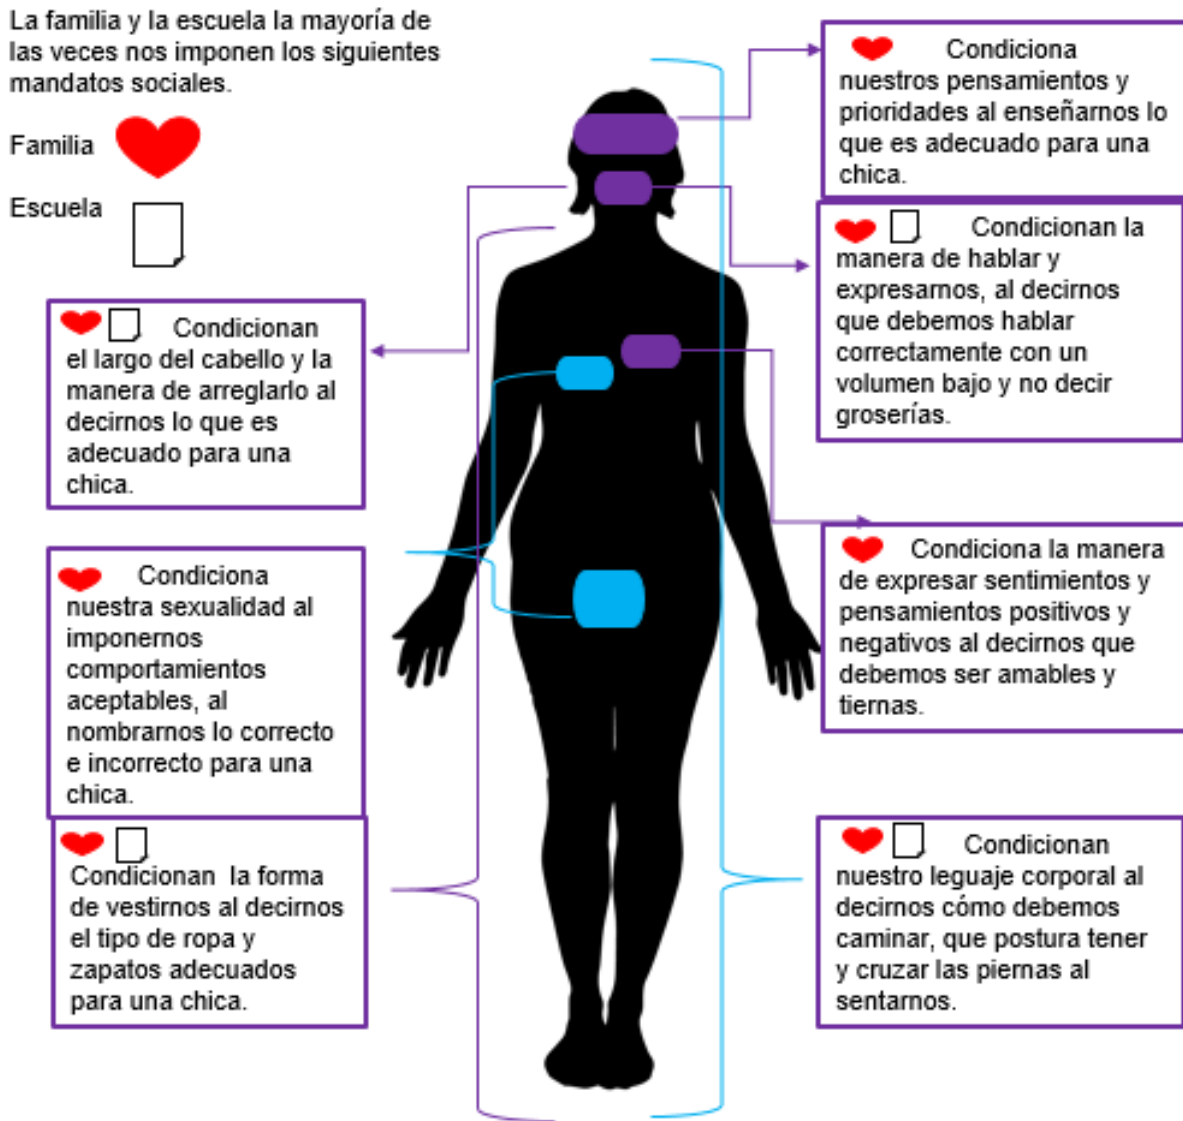 La familia y la escuela la mayoría de
las veces nos imponen los siguientes
mandatos sociales.
Familia
Escuela
Condicionan
el largo del cabello y la
manera de arreglarlo al
decirnos lo que es
adecuado para una
chica.
Condiciona
nuestra sexualidad al
imponernos
comportamientos
aceptables, al
nombrarnos lo correcto
e incorrecto para una
chica.
Condicionan la forma
de vestirnos al decirnos
el tipo de ropa y
zapatos adecuados
para una chica.
Condiciona
nuestros pensamientos y
prioridades al enseñarnos lo
que es adecuado para una
chica.
Condicionan la
manera de hablar y
expresarnos, al decirnos
que debemos hablar
correctamente con un
volumen bajo y no decir
groserías.
Condiciona la manera
de expresar sentimientos y
pensamientos positivos y
negativos al decirnos que
debemos ser amables y
tiernas.
Condicionan
nuestro leguaje corporal al
decirnos cómo debemos
caminar, que postura tener
y cruzar las piernas al
sentarnos.